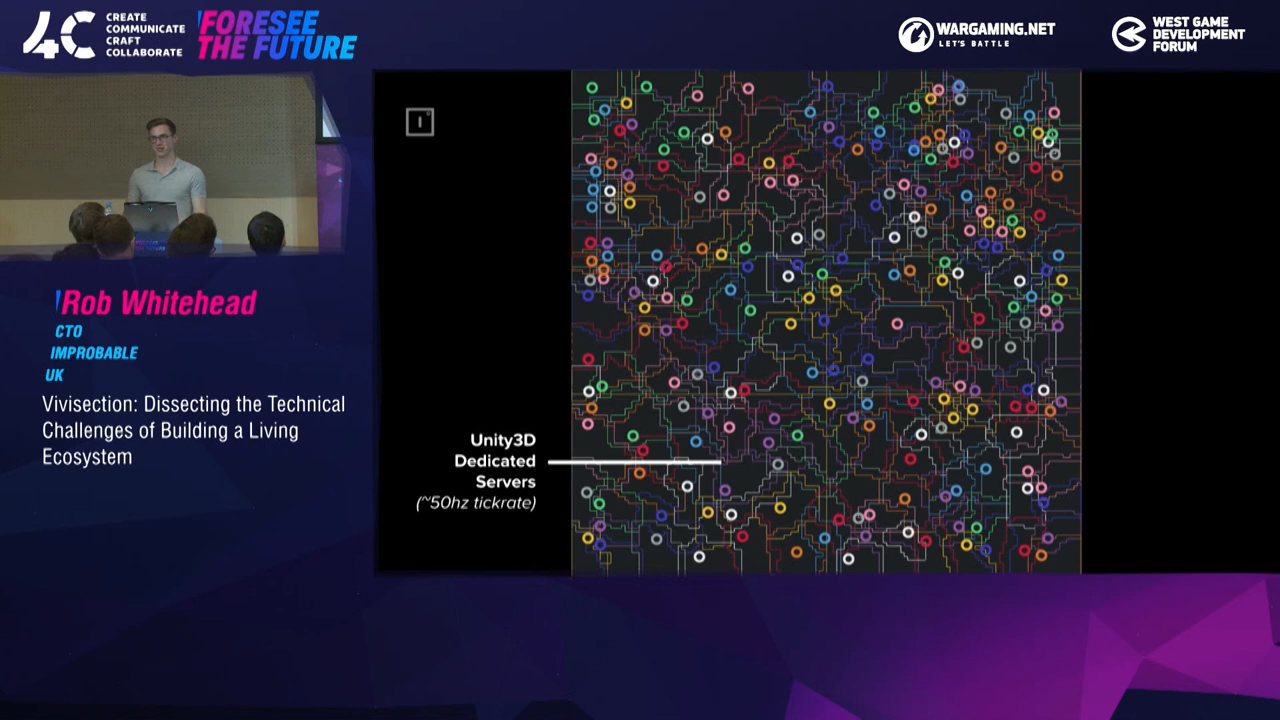 4C
CREATE
COMMUNICATE
CRAFT
COLLABORATE
FORESEE
THE FUTURE
WARGAMING.NET
LET'S BATTLE
WEST GAME
DEVELOPMENT
FORUM
Rob Whitehead
CTO
IMPROBABLE
UK
Vivisection: Dissecting the Technical
Challenges of Building a Living
Ecosystem
Unity3D
Dedicated
Servers
(~50hz tickrate)